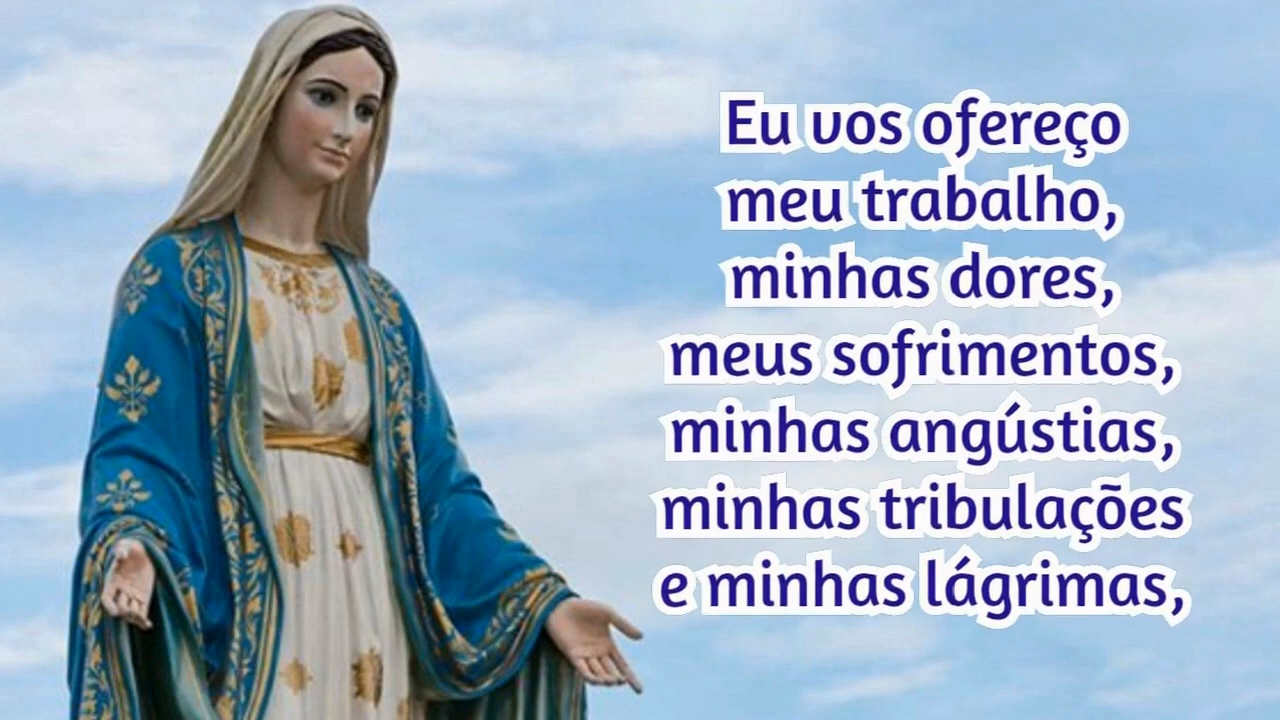 Eu vos ofereço
meu trabalho,
minhas dores,
meus sofrimentos,
minhas angústias,
minhas tribulações
e minhas lágrimas,